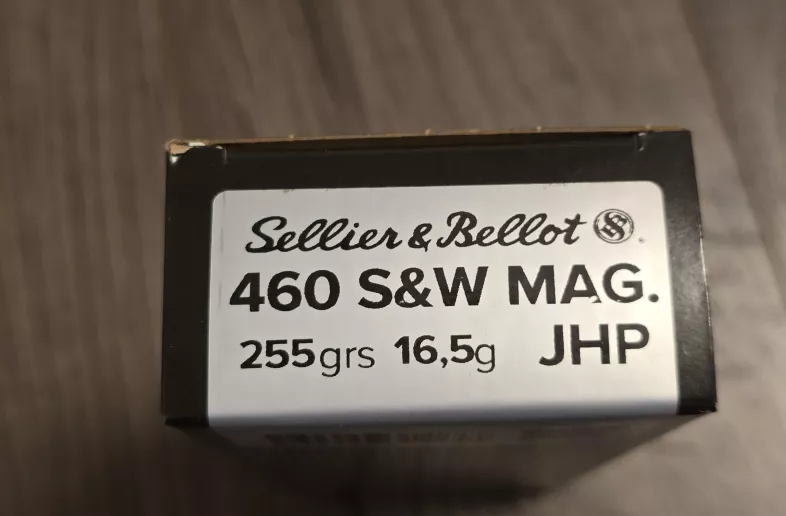 Sellier & Bellot
460 S&W MAG.
255grs 16,5g JHP